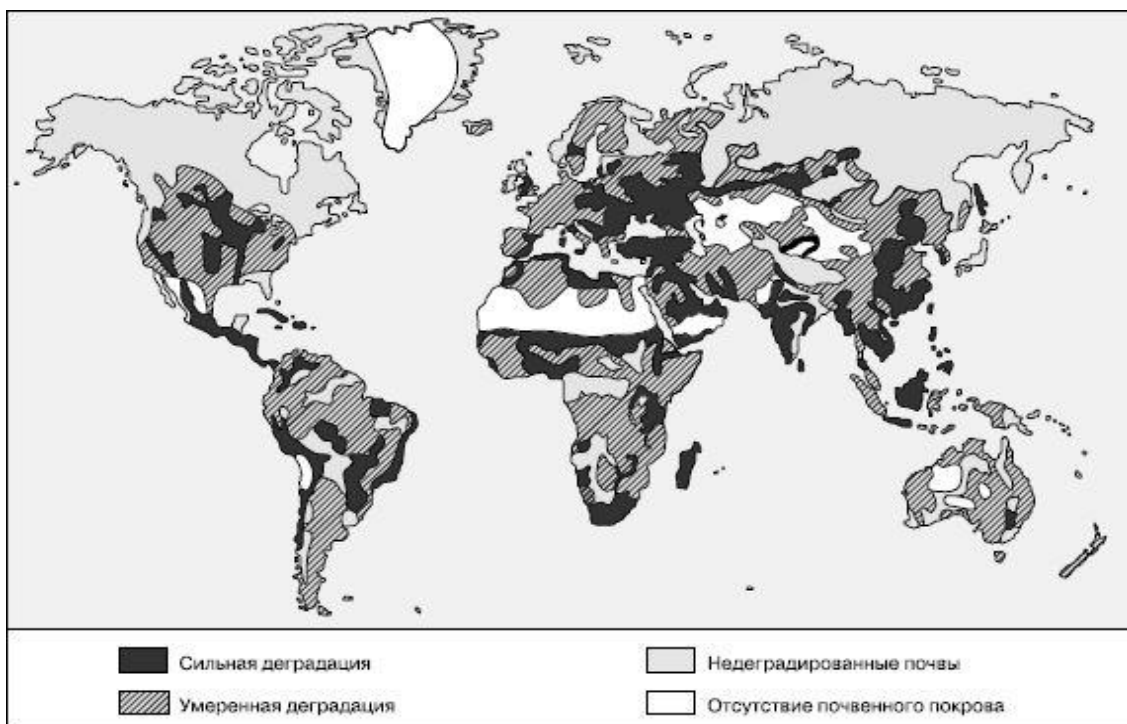 Сильная деградация
Умеренная деградация
Недеградированные почвы
Отсутствие почвенного покрова